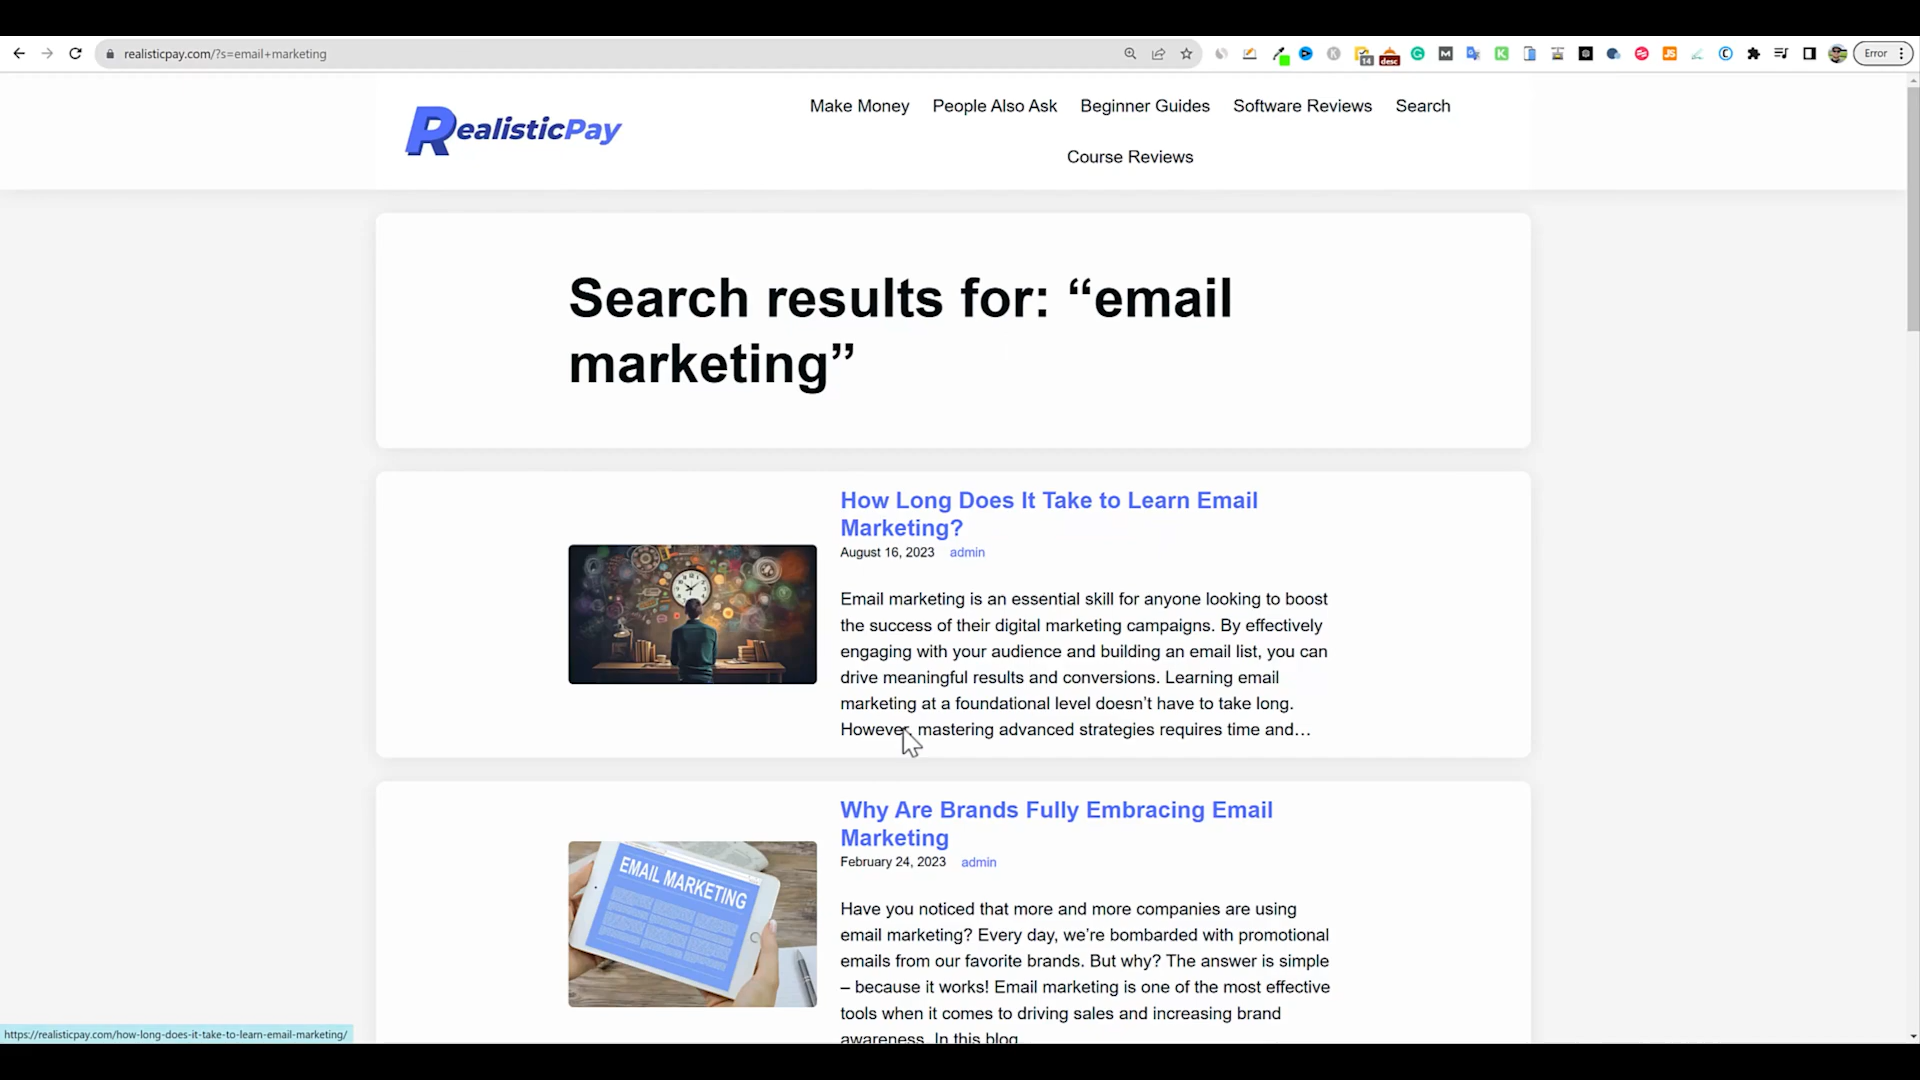 realisticpay.com/?s=email+marketing
14
desc
Error
RealisticPay
Make Money People Also Ask Beginner Guides Software Reviews Search
Course Reviews
Search results for: “email
marketing”
How Long Does It Take to Learn Email
Marketing?
August 16, 2023 admin
Email marketing is an essential skill for anyone looking to boost
the success of their digital marketing campaigns. By effectively
engaging with your audience and building an email list, you can
drive meaningful results and conversions. Learning email
marketing at a foundational level doesn’t have to take long.
However, mastering advanced strategies requires time and…
Why Are Brands Fully Embracing Email
Marketing
February 24, 2023 admin
EMAIL MARKETING
Have you noticed that more and more companies are using
email marketing? Every day, we’re bombarded with promotional
emails from our favorite brands. But why? The answer is simple
– because it works! Email marketing is one of the most effective
tools when it comes to driving sales and increasing brand
awareness. In this blog
https://realisticpay.com/how-long-does-it-take-to-learn-email-marketing/